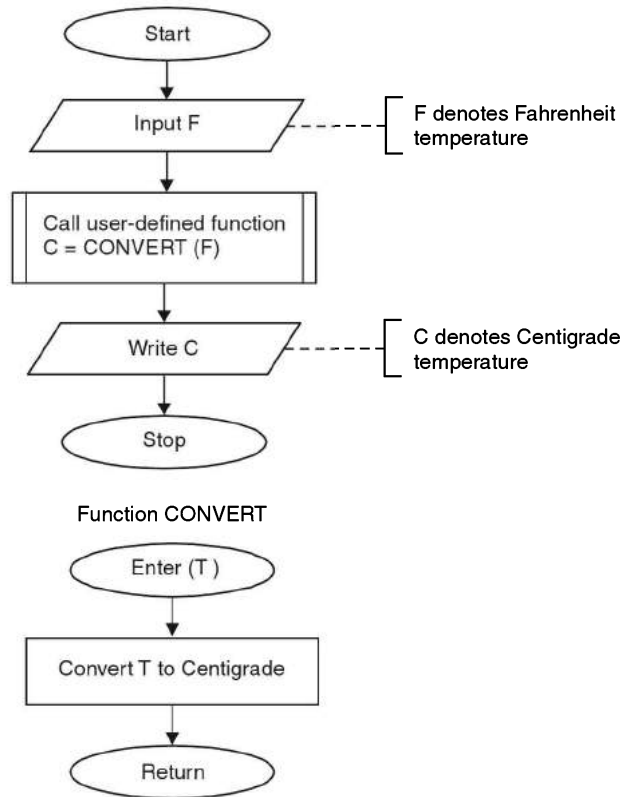 Start
Input F
F denotes Fahrenheit
temperature
Call user-defined function
C = CONVERT (F)
Write C
C denotes Centigrade
temperature
Stop
Function CONVERT
Enter (T )
Convert T to Centigrade
Return